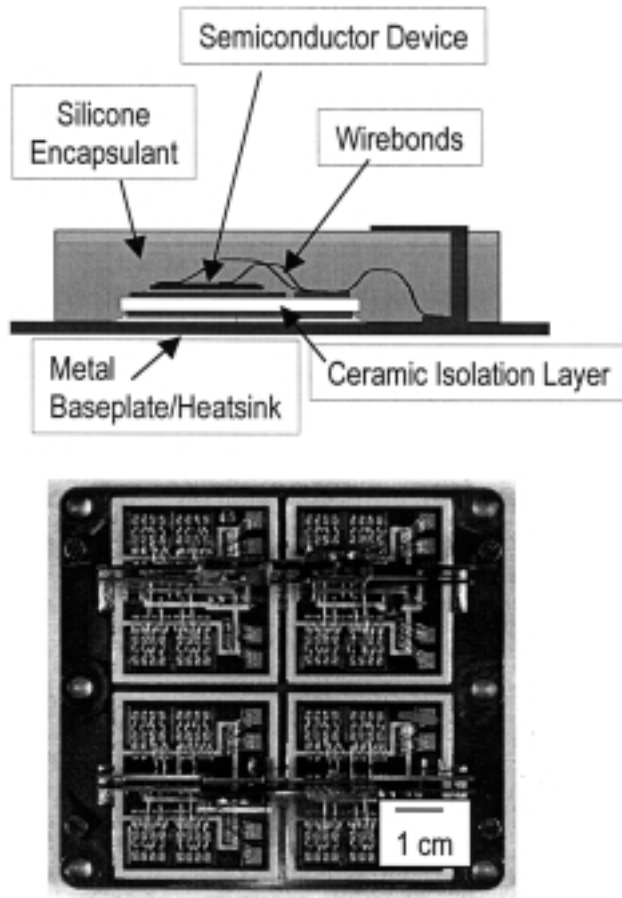 Semiconductor Device
Silicone
Encapsulant
Wirebonds
Metal
Baseplate/Heatsink
Ceramic Isolation Layer
1 cm